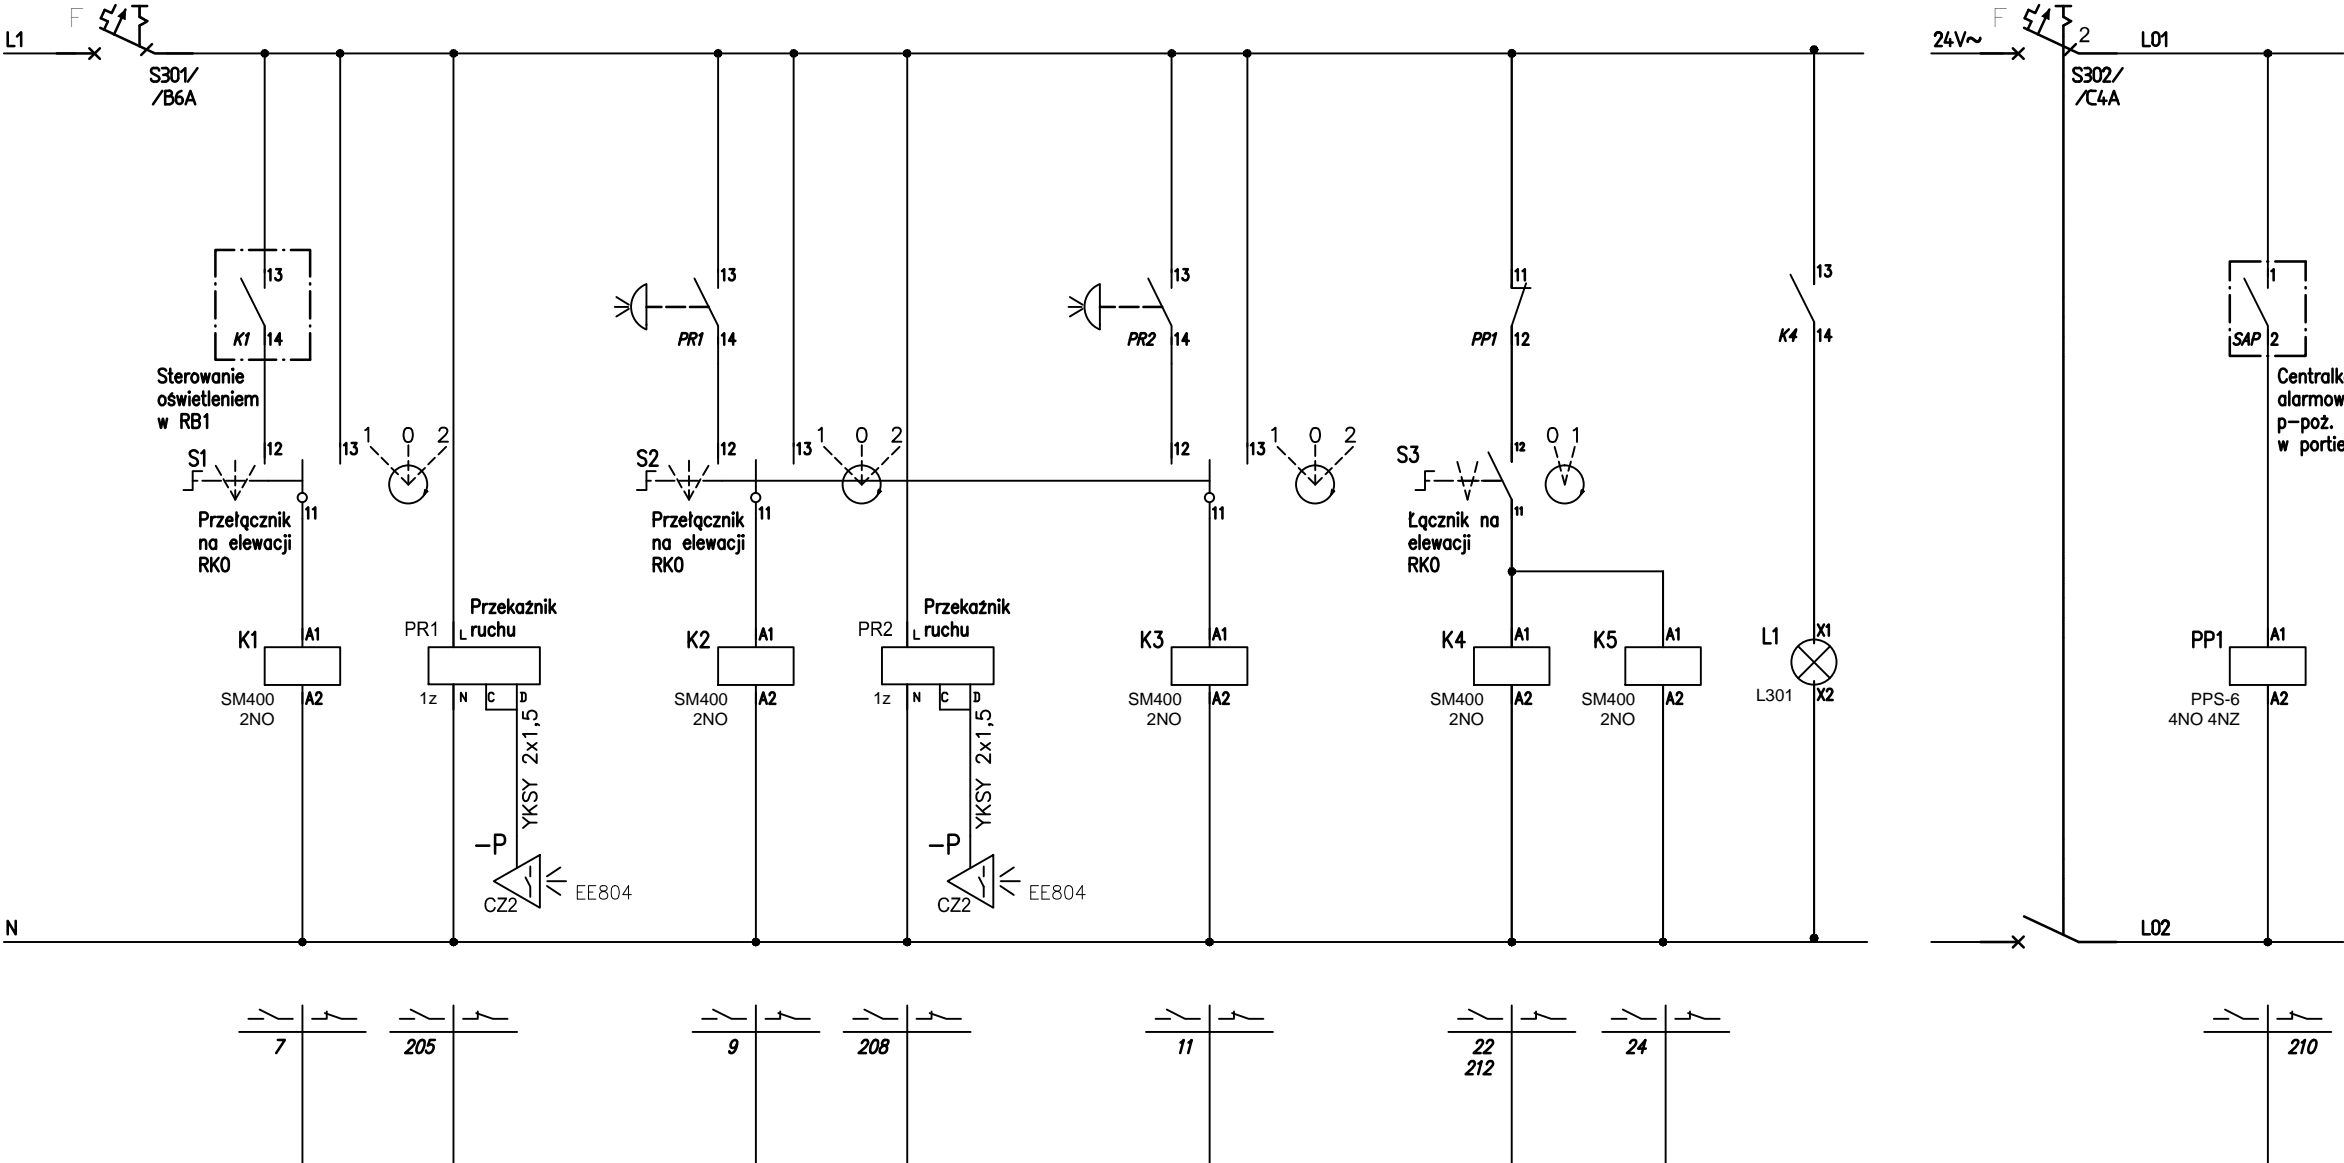 F
L1
S301/
/B6A
F
24V~
2
L01
S302/
/C4A
13
K1
14
Sterowanie
oświetleniem
w RB1
13
PR1
14
13
PR2
14
11
PP1
12
13
K4
14
1
SAP
2
Centralk
alarmow
p-poż.
w portie
S1
12
13
1 0 2
11
Przełącznik
na elewacji
RK0
S2
12
13
1 0 2
11
Przełącznik
na elewacji
RK0
12
13
1 0 2
11
S3
12
0 1
11
Łącznik na
elewacji
RK0
K1
A1
SM400
2NO
A2
PR1
L
Przekaźnik
ruchu
1z
N
C
D
YKSY 2x1,5
-P
CZ2
EE804
K2
A1
SM400
2NO
A2
PR2
L
Przekaźnik
ruchu
1z
N
C
D
YKSY 2x1,5
-P
CZ2
EE804
K3
A1
SM400
2NO
A2
K4
A1
SM400
2NO
A2
K5
A1
SM400
2NO
A2
L1
X1
L301
X2
PP1
A1
PPS-6
4NO 4NZ
A2
N
L02
7
205
9
208
11
22
212
24
210